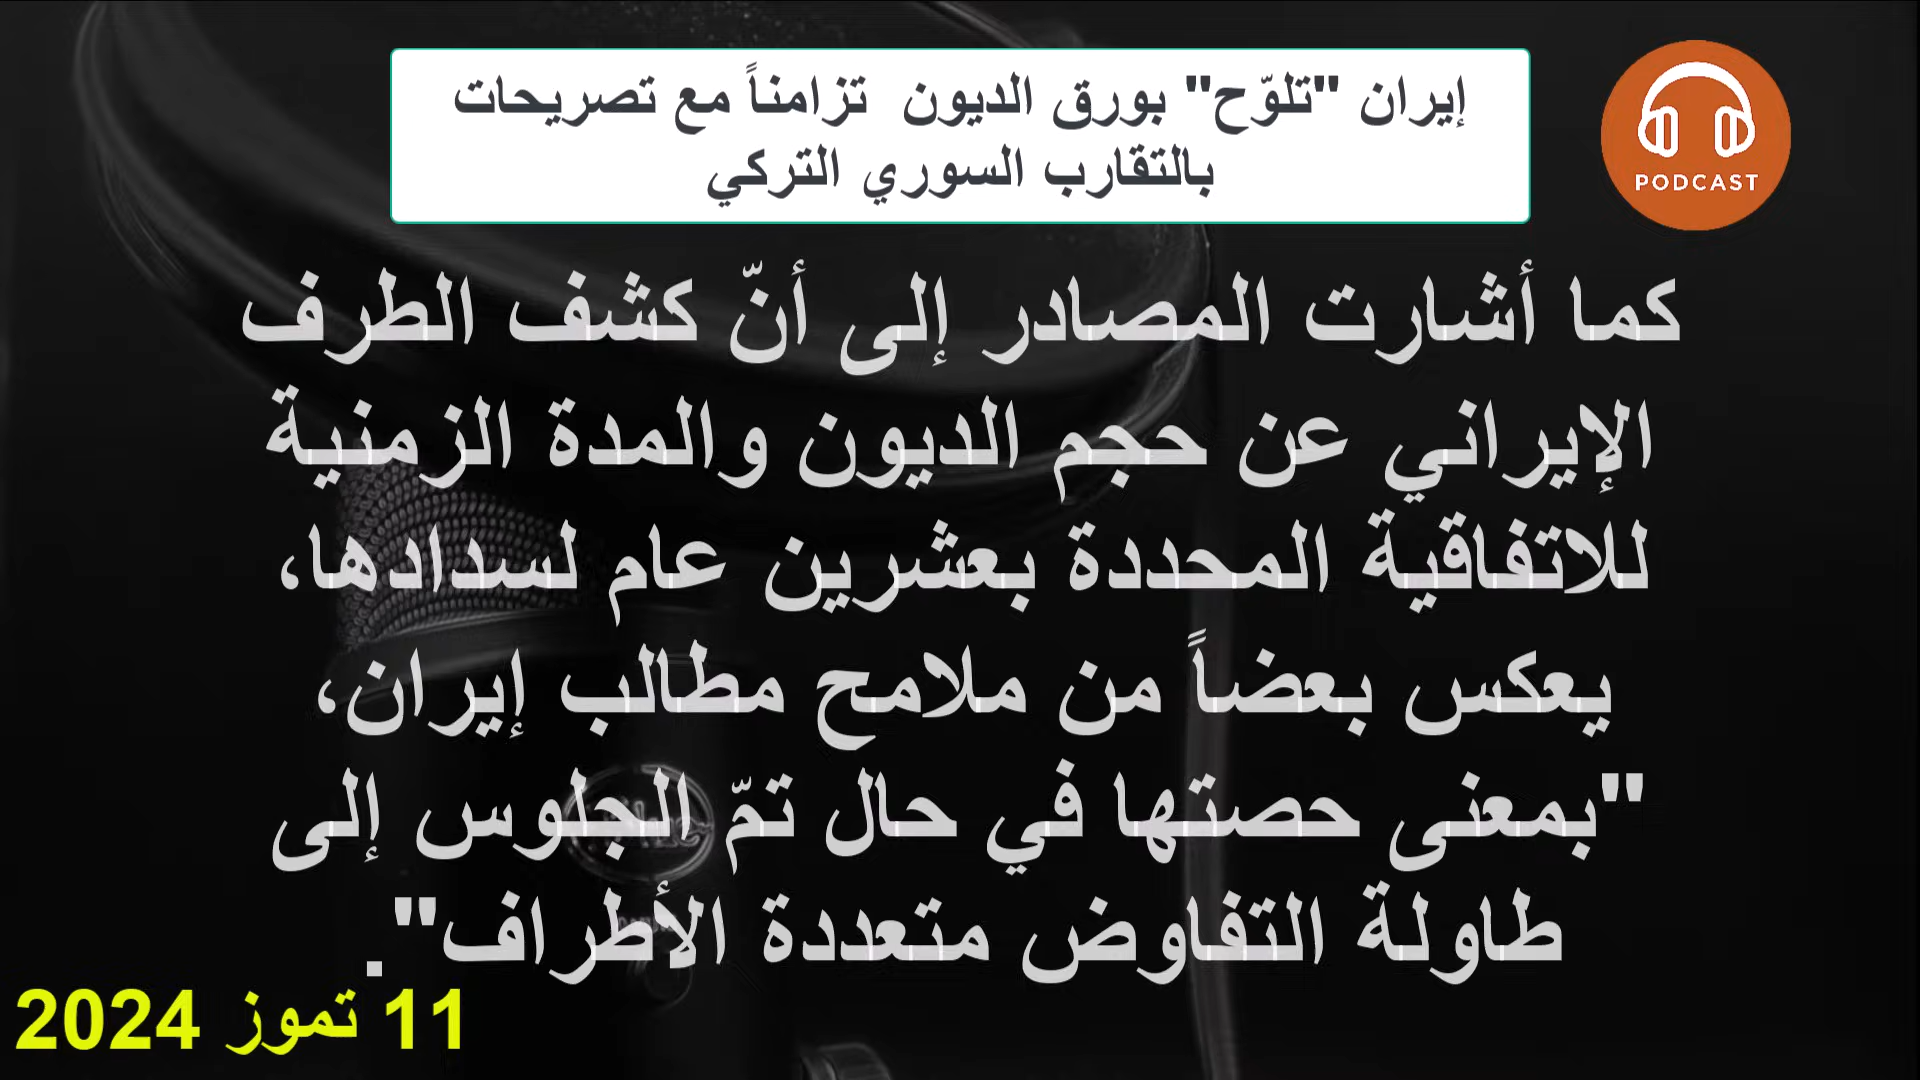 إيران "تلوّح" بورق الديون تزامناً مع تصريحات
بالتقارب السوري التركي
PODCAST
كما أشارت المصادر إلى أنّ كشف الطرف
الإيراني عن حجم الديون والمدة الزمنية
للاتفاقية المحددة بعشرين عام لسدادها،
يعكس بعضاً من ملامح مطالب إيران،
"بمعنى حصتها في حال تمّ الجلوس إلى
طاولة التفاوض متعددة الأطراف".
11 تموز 2024